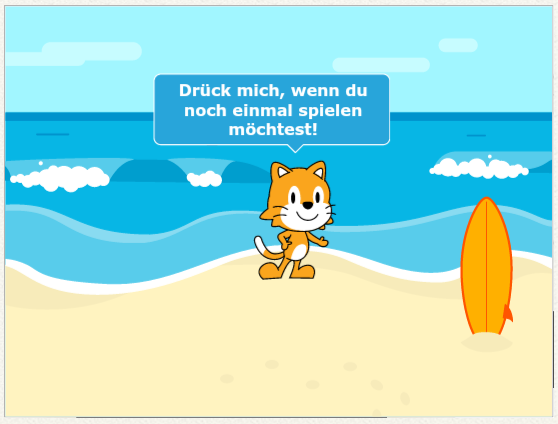 Drück mich, wenn du
noch einmal spielen
möchtest!